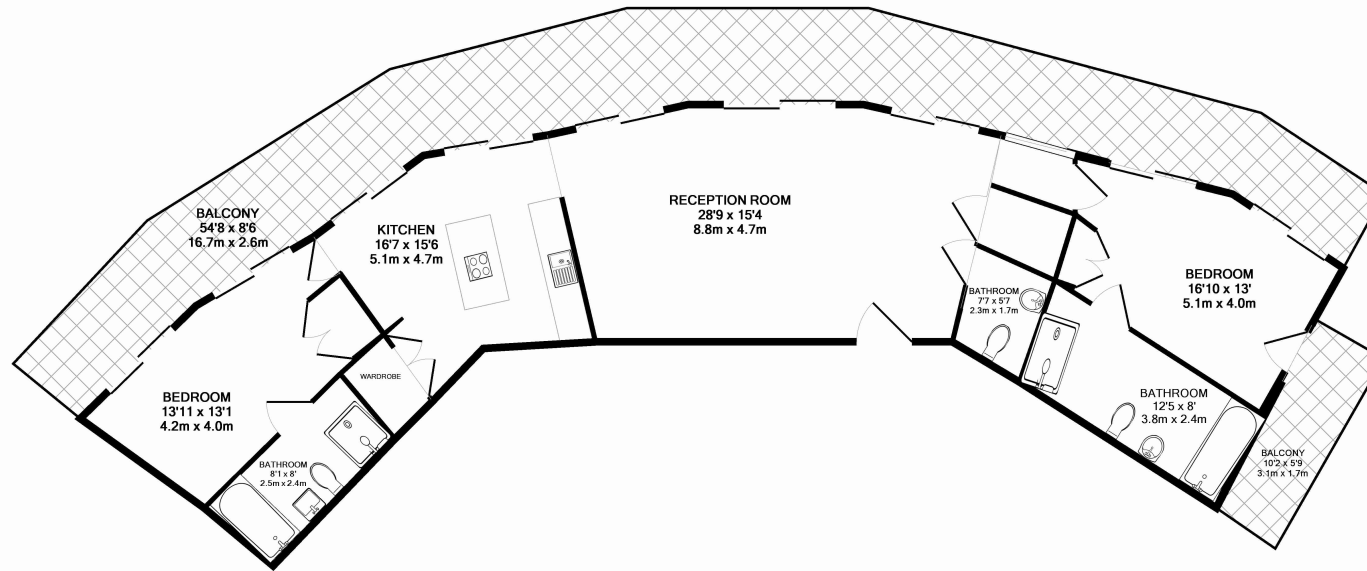 BALCONY
54'8 x 8'6
16.7m x 2.6m
KITCHEN
16'7 x 15'6
5.1m x 4.7m
RECEPTION ROOM
28'9 x 15'4
8.8m x 4.7m
BEDROOM
16'10 x 13'
5.1m x 4.0m
BATHROOM
7'7 x 5'7
2.3m x 1.7m
WARDROBE
BEDROOM
13'11 x 13'1
4.2m x 4.0m
BATHROOM
8'1 x 8'
2.5m x 2.4m
BATHROOM
12'5 x 8'
3.8m x 2.4m
BALCONY
10'2 x 5'9
3.1m x 1.7m